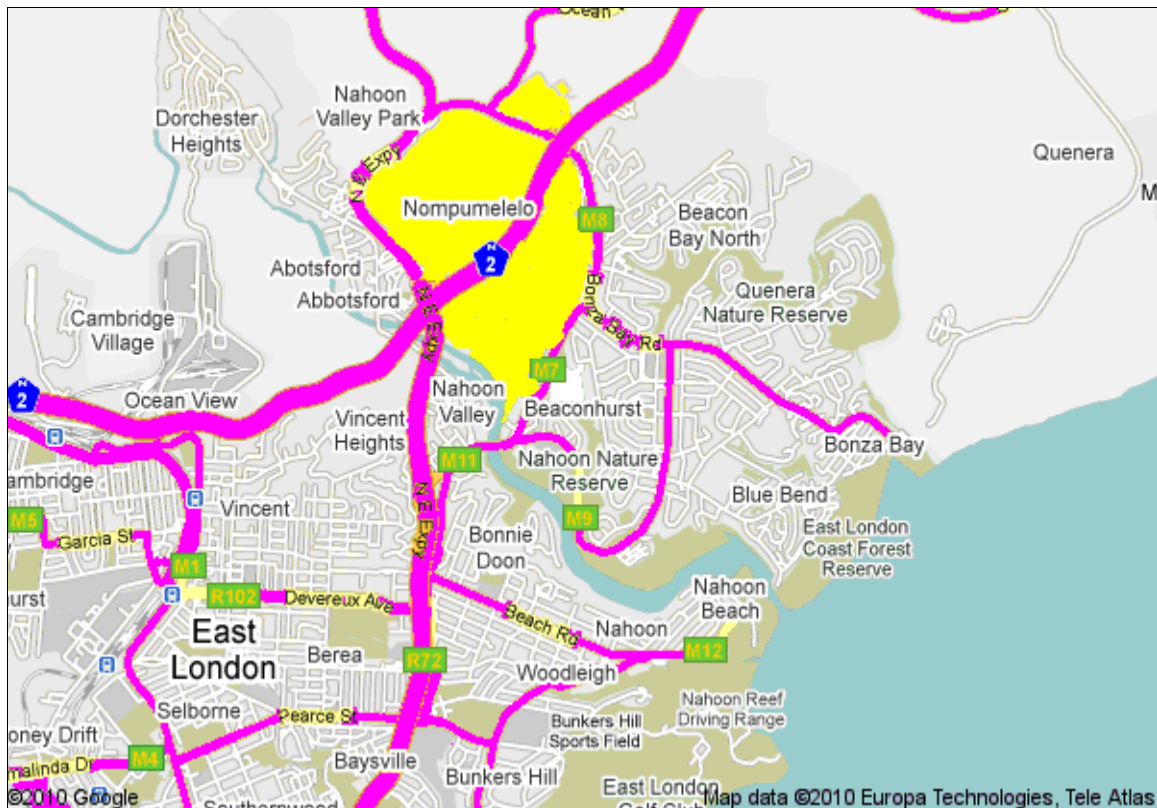 Ocean
Nahoon
Valley Park
Dorchester
Heights
Quenera
N E Expy
Nompumelelo
M8
Beacon
Bay North
N
2
Abotsford
Abbotsford
Quenera
Nature Reserve
Bonza Bay Rd
N E Expy
Cambridge
Village
M7
N
2
Ocean View
Nahoon
Valley
Beaconhurst
Vincent
Heights
Bonza Bay
M11
Nahoon Nature
Reserve
ambridge
Blue Bend
Vincent
N E Expy
M5
M9
Garcia St
Bonnie
Doon
East London
Coast Forest
Reserve
M1
Nahoon
Beach
hurst
R102
Devereux Ave
Beach Rd
Nahoon
East
London
Berea
M12
R72
Woodleigh
Selborne
Pearce St
Nahoon Reef
Driving Range
Bunkers Hill
Sports Field
oney Drift
M4
malinda Dr
Baysville
Bunkers Hill
East London
Golf Club
Southernwood
©2010 Google
Map data ©2010 Europa Technologies, Tele Atlas